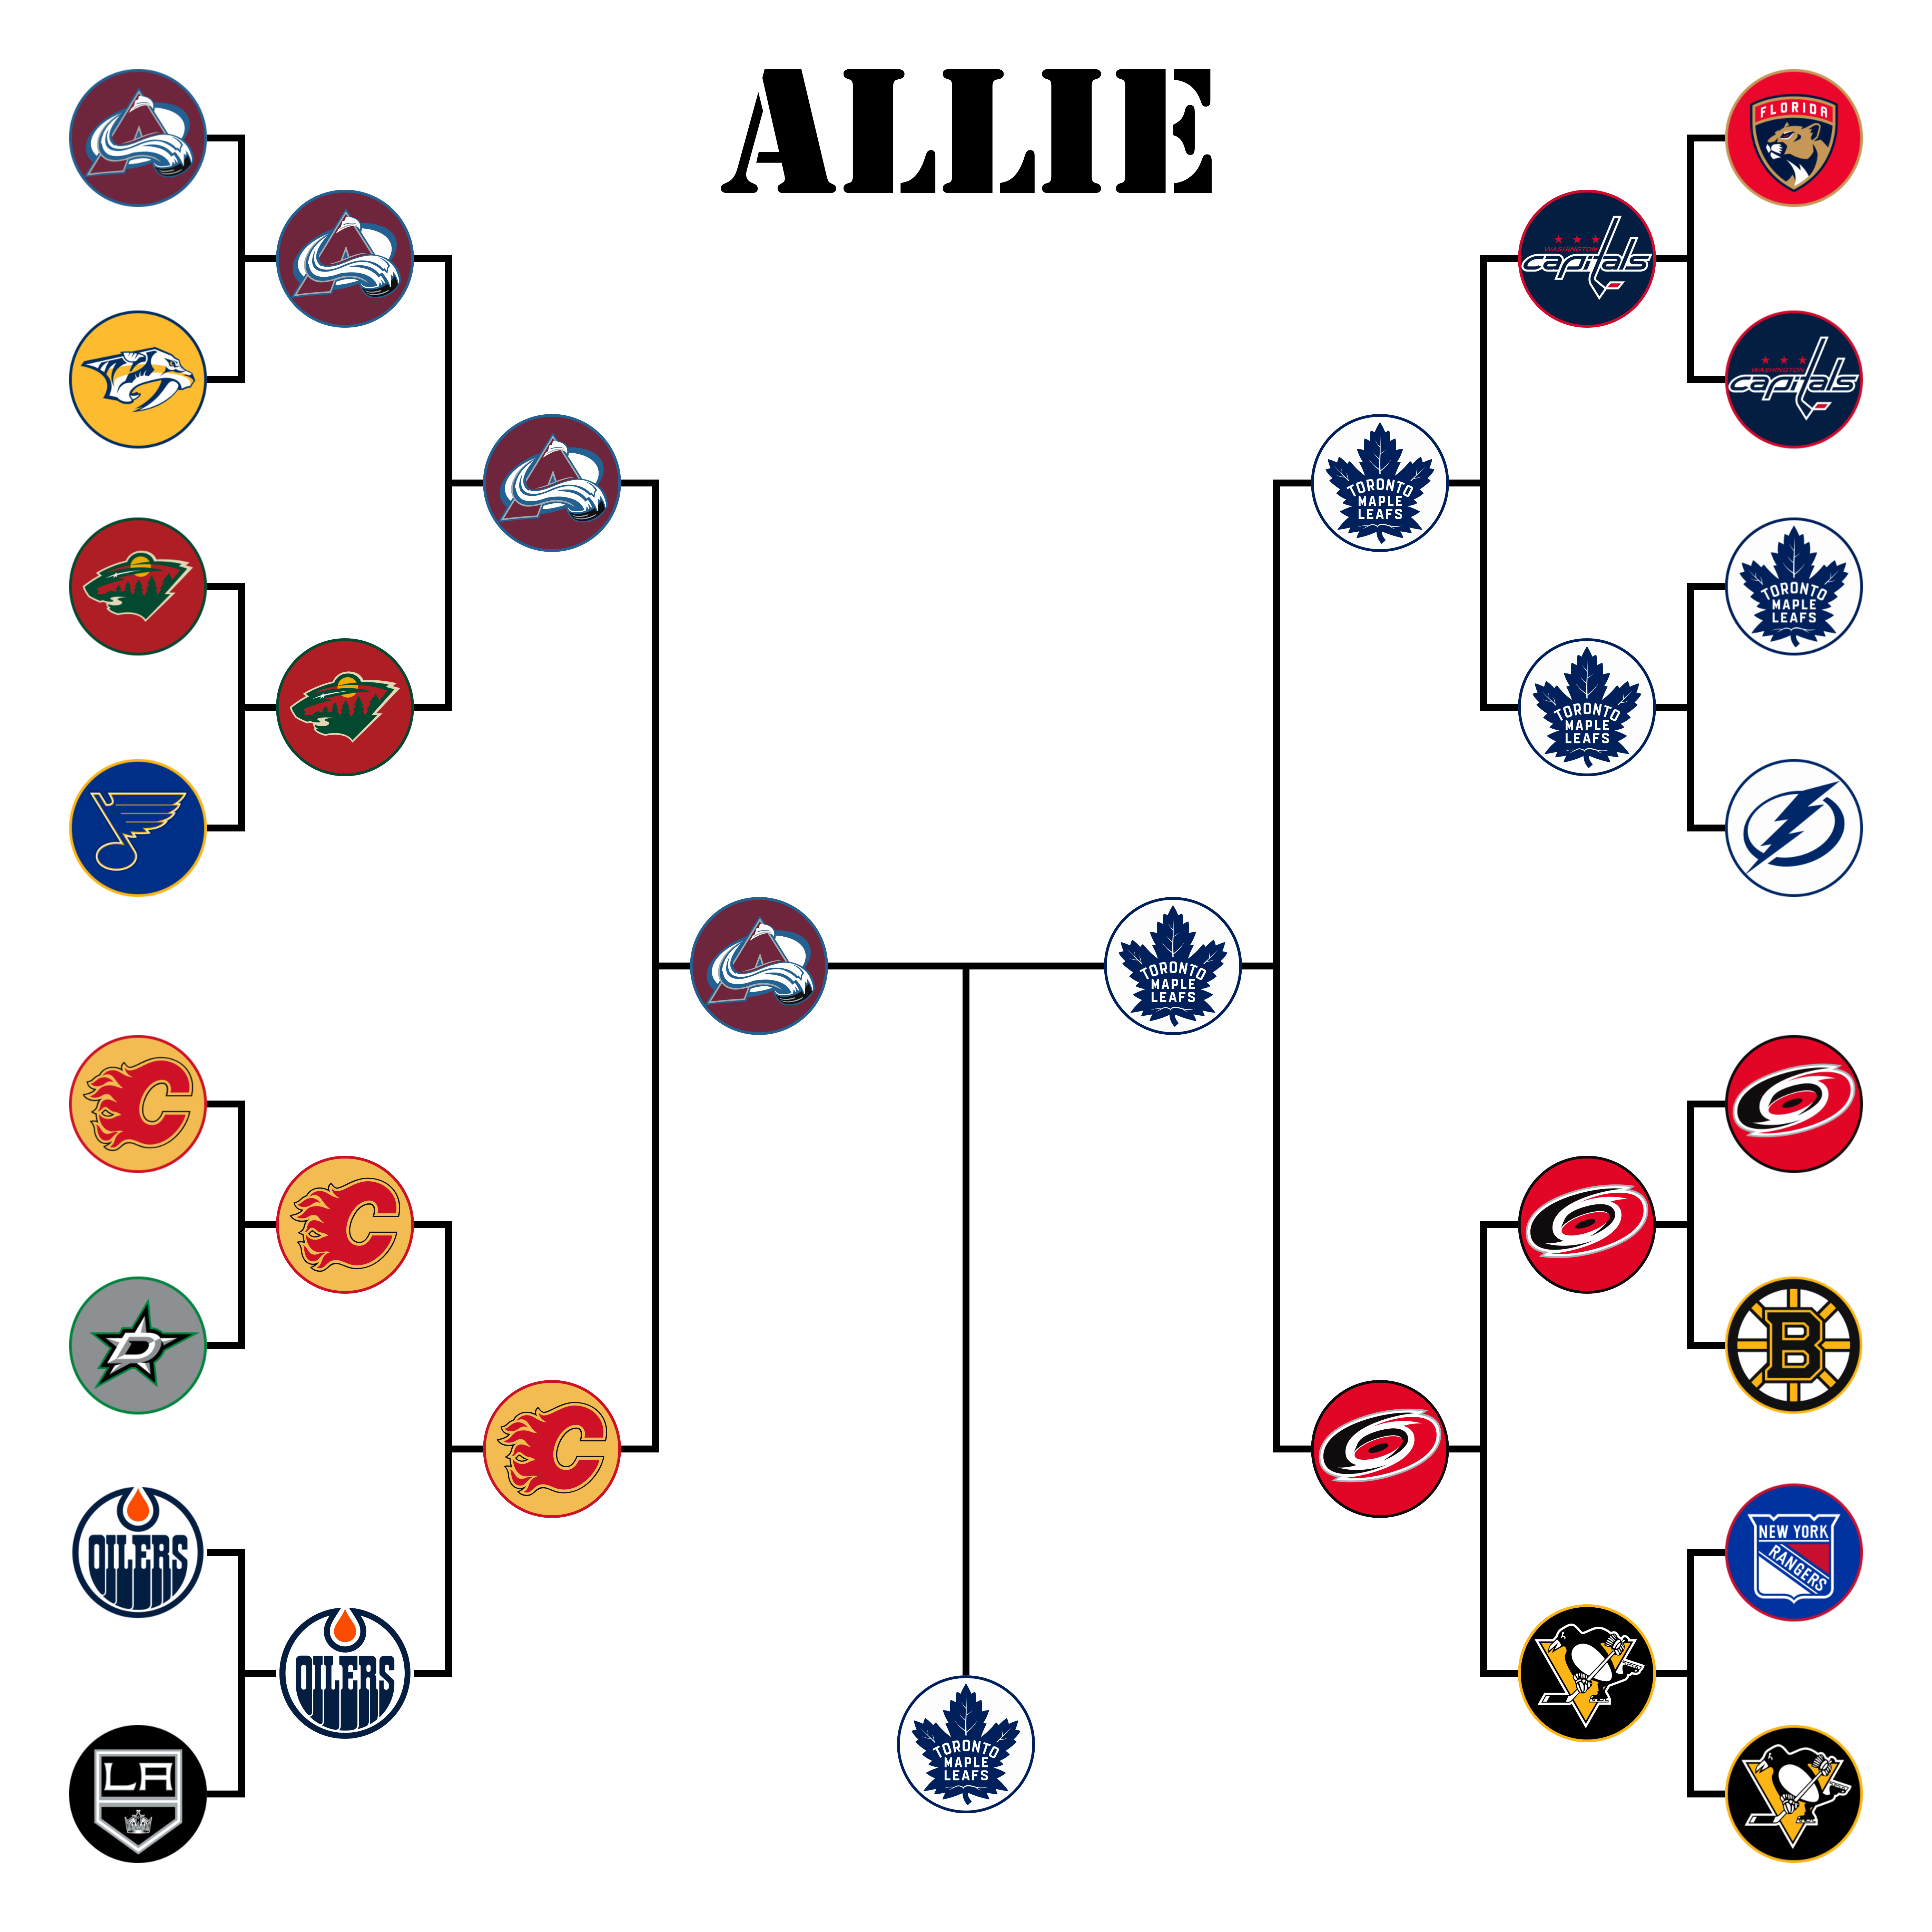 ALLIE
FLORIDA
WASHINGTON
capitals
WASHINGTON
capitals
TORONTO
MAPLE
LEAFS
TORONTO
MAPLE
LEAFS
TORONTO
MAPLE
LEAFS
TORONTO
MAPLE
LEAFS
C
C
C
D
B
OILERS
OILERS
NEW YORK
RANGERS
LA
TORONTO
MAPLE
LEAFS